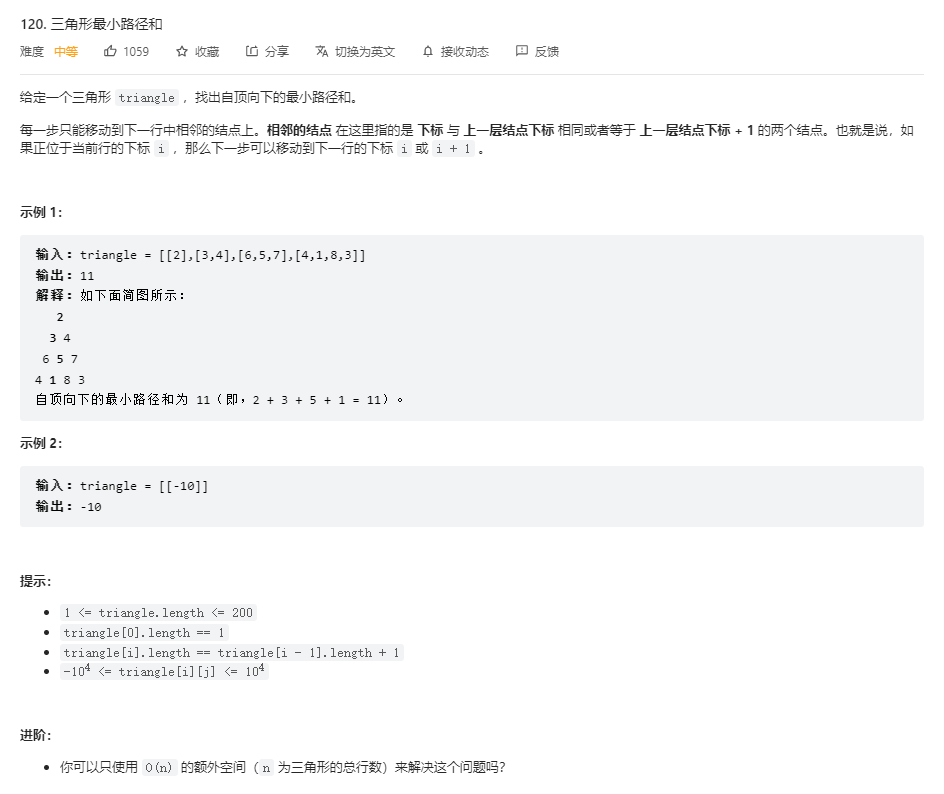 120. 三角形最小路径和
难度 中等 1059 收藏 分享 切换为英文 接收动态 反馈
给定一个三角形 triangle ，找出自顶向下的最小路径和。
每一步只能移动到下一行中相邻的结点上。相邻的结点 在这里指的是 下标 与 上一层结点下标 相同或者等于 上一层结点下标 + 1 的两个结点。也就是说，如
果正位于当前行的下标 i ，那么下一步可以移动到下一行的下标 i 或 i + 1 。
示例 1：
输入：triangle = [[2],[3,4],[6,5,7],[4,1,8,3]]
输出：11
解释：如下面简图所示：
2
3 4
6 5 7
4 1 8 3
自顶向下的最小路径和为 11（即，2 + 3 + 5 + 1 = 11）。
示例 2：
输入：triangle = [[-10]]
输出：-10
提示：
1 <= triangle.length <= 200
triangle[0].length == 1
triangle[i].length == triangle[i - 1].length + 1
-10⁴ <= triangle[i][j] <= 10⁴
进阶：
你可以只使用 O(n) 的额外空间（ n 为三角形的总行数）来解决这个问题吗？